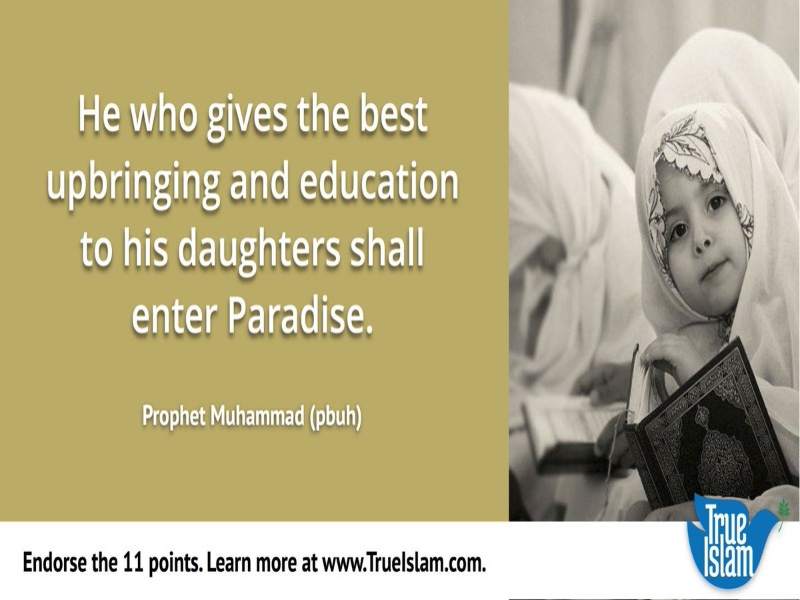 He who gives the best
upbringing and education
to his daughters shall
enter Paradise.
Prophet Muhammad (pbuh)
Endorse the 11 points. Learn more at www.TrueIslam.com.
True
Islam